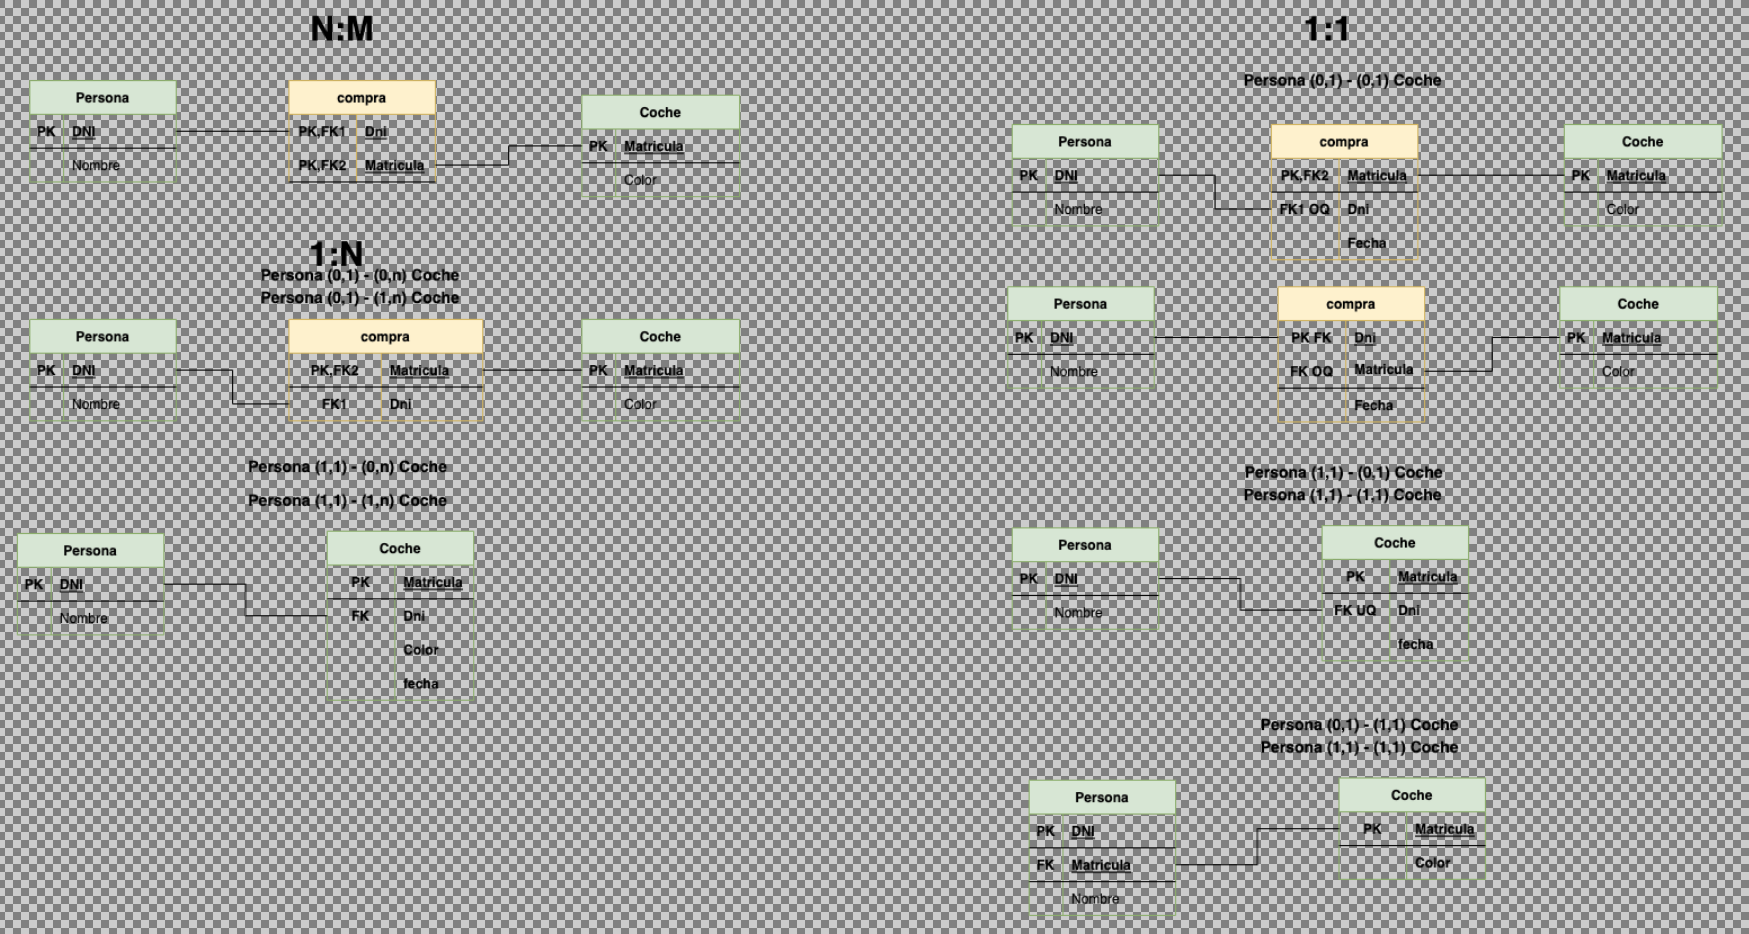 N:M
Persona
PK DNI
Nombre
compra
PK,FK1 Dni
PK,FK2 Matricula
Coche
PK Matricula
Color
1:N
Persona (0,1) - (0,n) Coche
Persona (0,1) - (1,n) Coche
Persona
PK DNI
Nombre
compra
PK,FK2 Matricula
FK1 Dni
Coche
PK Matricula
Color
Persona (1,1) - (0,n) Coche
Persona (1,1) - (1,n) Coche
Persona
PK DNI
Nombre
Coche
PK Matricula
FK Dni
Color
fecha
1:1
Persona (0,1) - (0,1) Coche
Persona
PK DNI
Nombre
compra
PK,FK2 Matricula
FK1 OQ Dni
Fecha
Coche
PK Matricula
Color
Persona
PK DNI
Nombre
compra
PK FK Dni
FK OQ Matricula
Fecha
Coche
PK Matricula
Color
Persona (1,1) - (0,1) Coche
Persona (1,1) - (1,1) Coche
Persona
PK DNI
Nombre
Coche
PK Matricula
FK UQ Dni
fecha
Persona (0,1) - (1,1) Coche
Persona (1,1) - (1,1) Coche
Persona
PK DNI
FK Matricula
Nombre
Coche
PK Matricula
Color